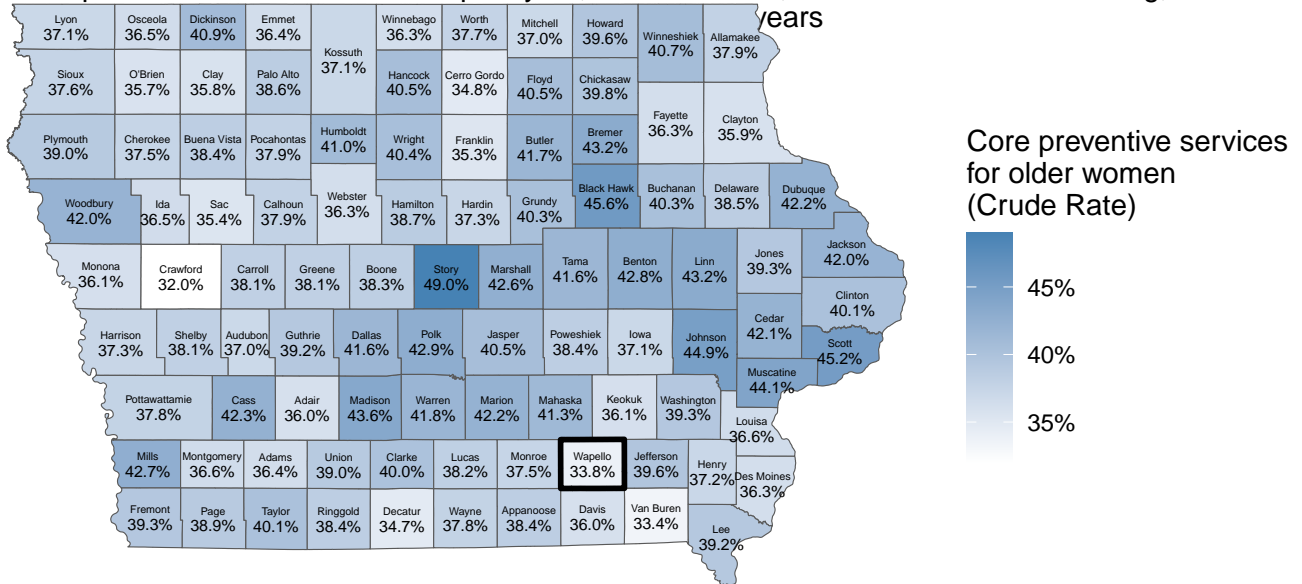 years
Lyon
37.1%
Osceola
36.5%
Dickinson
40.9%
Emmet
36.4%
Kossuth
37.1%
Winnebago
36.3%
Worth
37.7%
Mitchell
37.0%
Howard
39.6%
Winneshiek
40.7%
Allamakee
37.9%
Sioux
37.6%
O'Brien
35.7%
Clay
35.8%
Palo Alto
38.6%
Hancock
40.5%
Cerro Gordo
34.8%
Floyd
40.5%
Chickasaw
39.8%
Fayette
36.3%
Clayton
35.9%
Plymouth
39.0%
Cherokee
37.5%
Buena Vista
38.4%
Pocahontas
37.9%
Humboldt
41.0%
Wright
40.4%
Franklin
35.3%
Butler
41.7%
Bremer
43.2%
Woodbury
42.0%
Ida
36.5%
Sac
35.4%
Calhoun
37.9%
Webster
36.3%
Hamilton
38.7%
Hardin
37.3%
Grundy
40.3%
Black Hawk
45.6%
Buchanan
40.3%
Delaware
38.5%
Dubuque
42.2%
Monona
36.1%
Crawford
32.0%
Carroll
38.1%
Greene
38.1%
Boone
38.3%
Story
49.0%
Marshall
42.6%
Tama
41.6%
Benton
42.8%
Linn
43.2%
Jones
39.3%
Jackson
42.0%
Clinton
40.1%
Harrison
37.3%
Shelby
38.1%
Audubon
37.0%
Guthrie
39.2%
Dallas
41.6%
Polk
42.9%
Jasper
40.5%
Poweshiek
38.4%
Iowa
37.1%
Johnson
44.9%
Cedar
42.1%
Scott
45.2%
Muscatine
44.1%
Pottawattamie
37.8%
Cass
42.3%
Adair
36.0%
Madison
43.6%
Warren
41.8%
Marion
42.2%
Mahaska
41.3%
Keokuk
36.1%
Washington
39.3%
Louisa
36.6%
Mills
42.7%
Montgomery
36.6%
Adams
36.4%
Union
39.0%
Clarke
40.0%
Lucas
38.2%
Monroe
37.5%
Wapello
33.8%
Jefferson
39.6%
Henry
37.2%
Des Moines
36.3%
Fremont
39.3%
Page
38.9%
Taylor
40.1%
Ringgold
38.4%
Decatur
34.7%
Wayne
37.8%
Appanoose
38.4%
Davis
36.0%
Van Buren
33.4%
Lee
39.2%
Core preventive services
for older women
(Crude Rate)
45%
40%
35%